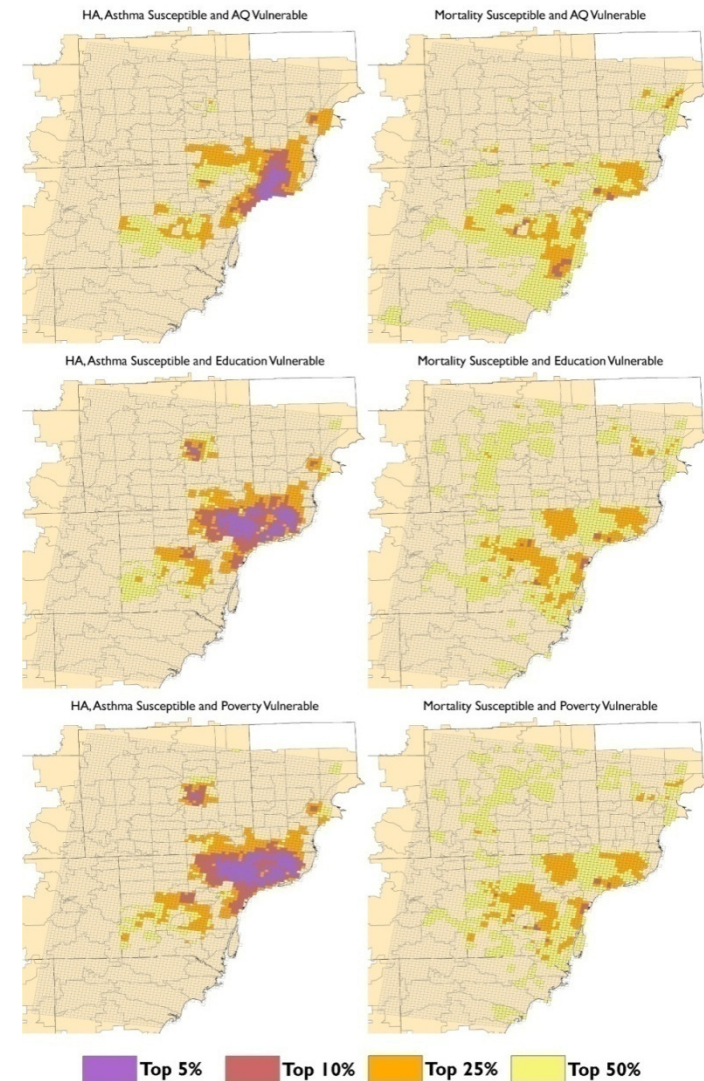 HA, Asthma Susceptible and AQ Vulnerable
Mortality Susceptible and AQ Vulnerable
HA, Asthma Susceptible and Education Vulnerable
Mortality Susceptible and Education Vulnerable
HA, Asthma Susceptible and Poverty Vulnerable
Mortality Susceptible and Poverty Vulnerable
Top 5%
Top 10%
Top 25%
Top 50%